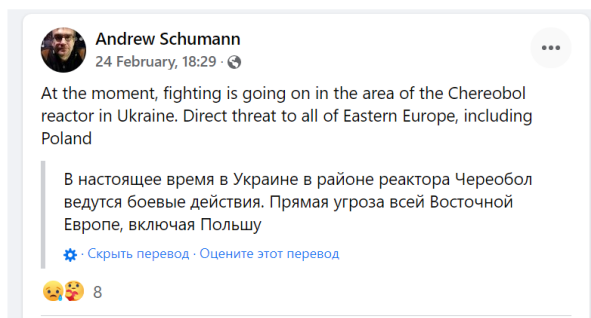 Andrew Schumann
24 February, 18:29 ·
At the moment, fighting is going on in the area of the Chereobol
reactor in Ukraine. Direct threat to all of Eastern Europe, including
Poland
В настоящее время в Украине в районе реактора Череобол
ведутся боевые действия. Прямая угроза всей Восточной
Европе, включая Польшу
· Скрыть перевод · Оцените этот перевод
8